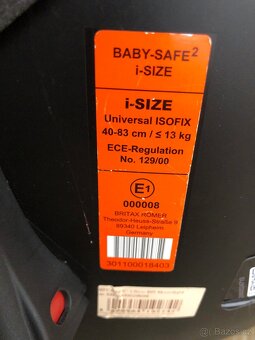 BABY-SAFE²
i-SIZE
i-SIZE
Universal ISOFIX
40-83 cm / ≤ 13 kg
ECE-Regulation
No. 129/00
E1
000008
BRITAX RÖMER
Theodor-Heuss-Straße 9
89340 Leipheim
Germany
301100018403